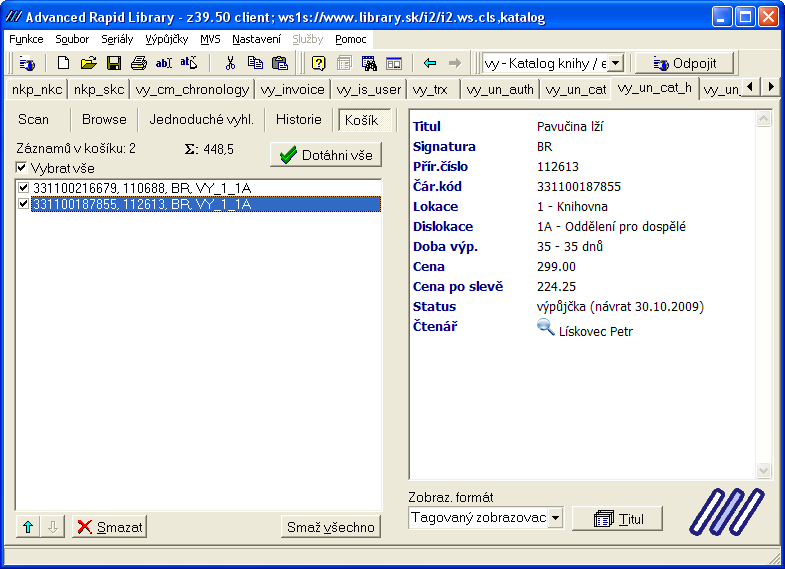 Advanced Rapid Library - z39.50 client; ws1s://www.library.sk/i2/i2.ws.cls,katalog
Funkce Soubor Seriály Výpůjčky MVS Nastavení Služby Pomoc
vy - Katalog knihy / e Odpojit
nkp_nkc nkp_skc vy_cm_chronology vy_invoice vy_is_user vy_trx vy_un_auth vy_un_cat vy_un_cat_h vy_un_
Scan Browse Jednoduché vyhl. Historie Košík
Záznamů v košíku: 2 Σ: 448,5 Dotáhni vše
Vybrat vše
331100216679, 110688, BR, VY_1_1A
331100187855, 112613, BR, VY_1_1A
Titul Pavučina lží
Signatura BR
Přír.číslo 112613
Čár.kód 331100187855
Lokace 1 - Knihovna
Dislokace 1A - Oddělení pro dospělé
Doba výp. 35 - 35 dnů
Cena 299.00
Cena po slevě 224.25
Status výpůjčka (návrat 30.10.2009)
Čtenář Lískovec Petr
Zobraz. formát
Tagovaný zobrazovac Titul
Smazat Smaž všechno